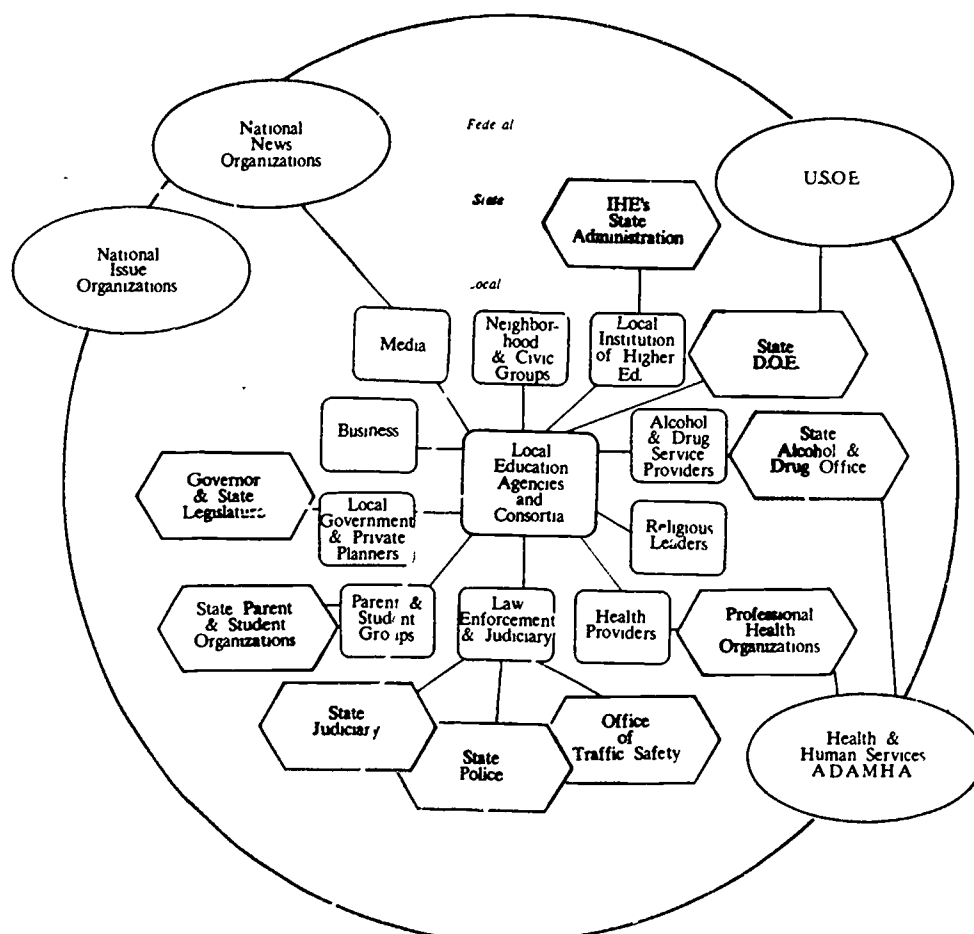 National
News
Organizations
Federal
U.S.O.E.
State
IHE's
State
Administration
National
Issue
Organizations
Local
Media
Neighbor-
hood
& Civic
Groups
Local
Institution
of Higher
Ed.
State
D.O.E.
Business
Local
Education
Agencies
and
Consortia
Alcohol
& Drug
Service
Providers
State
Alcohol &
Drug Office
Governor
& State
Legislature
Local
Government
& Private
Planners
Religious
Leaders
State Parent
& Student
Organizations
Parent &
Student
Groups
Law
Enforcement
& Judiciary
Health
Providers
Professional
Health
Organizations
State
Judiciary
State
Police
Office
of
Traffic Safety
Health &
Human Services
ADAMHA